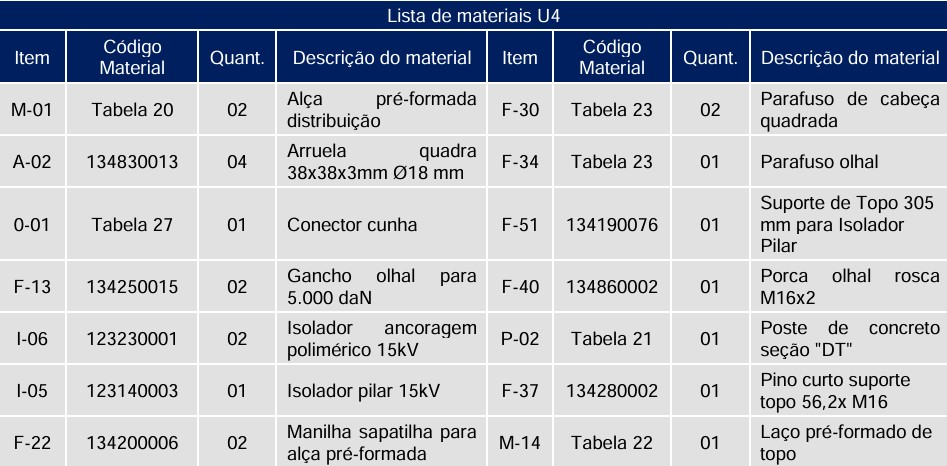 Lista de materiais U4
Item Código Material Quant. Descrição do material Item Código Material Quant. Descrição do material
M-01 Tabela 20 02 Alça pré-formada distribuição F-30 Tabela 23 02 Parafuso de cabeça quadrada
A-02 134830013 04 Arruela quadra 38x38x3mm Ø18 mm F-34 Tabela 23 01 Parafuso olhal
0-01 Tabela 27 01 Conector cunha F-51 134190076 01 Suporte de Topo 305 mm para Isolador Pilar
F-13 134250015 02 Gancho olhal para 5.000 daN F-40 134860002 01 Porca olhal rosca M16x2
I-06 123230001 02 Isolador ancoragem polimérico 15kV P-02 Tabela 21 01 Poste de concreto seção "DT"
I-05 123140003 01 Isolador pilar 15kV F-37 134280002 01 Pino curto suporte topo 56,2x M16
F-22 134200006 02 Manilha sapatilha para alça pré-formada M-14 Tabela 22 01 Laço pré-formado de topo